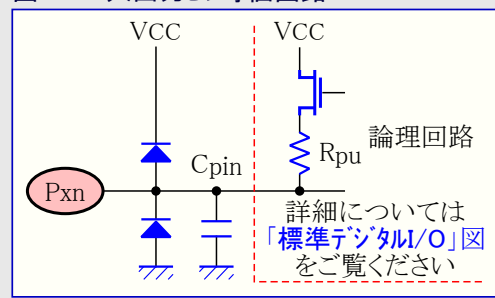 VCC
VCC
論理回路
Rpu
Cpin
Pxn
詳細については
「標準デジタルI/O」図
をご覧ください